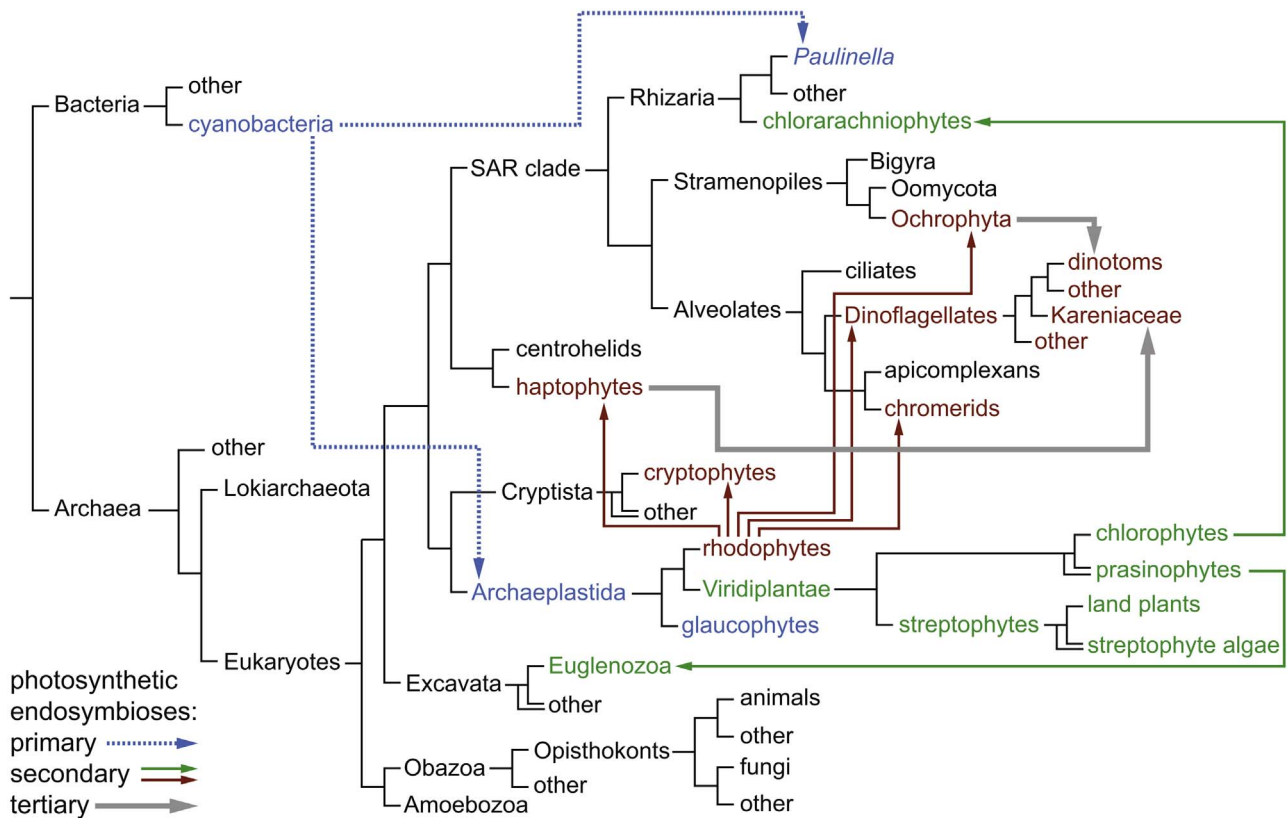 Paulinella
other
Bacteria
Rhizaria
other
cyanobacteria
chlorarachniophytes
SAR clade
Bigyra
Stramenopiles
Oomycota
Ochrophyta
dinotoms
ciliates
other
Alveolates
Dinoflagellates
Kareniaceae
other
centrohelids
apicomplexans
haptophytes
chromerids
other
cryptophytes
Lokiarchaeota
Cryptista
other
Archaea
chlorophytes
rhodophytes
prasinophytes
Archaeplastida
Viridiplantae
land plants
glaucophytes
streptophytes
streptophyte algae
Eukaryotes
Euglenozoa
Excavata
other
animals
other
Opisthokonts
Obazoa
fungi
other
Amoebozoa
other
photosynthetic
endosymbioses:
primary
secondary
tertiary